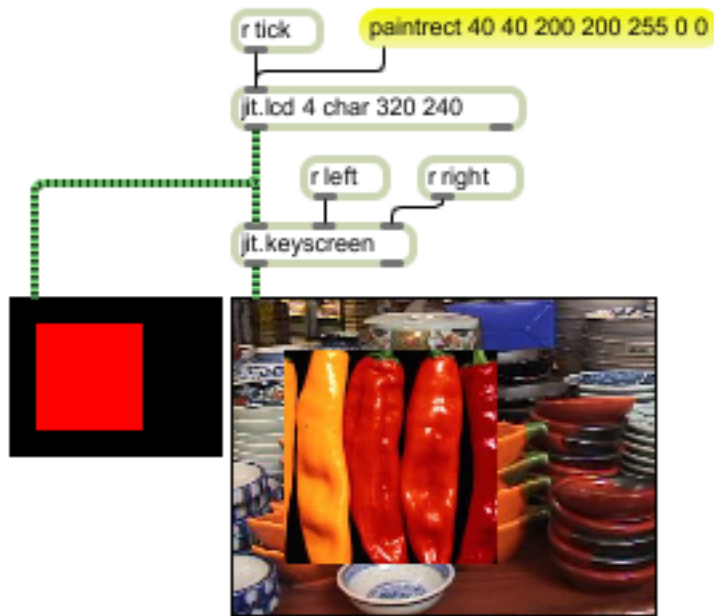 r tick
paintrect 40 40 200 200 255 0 0
jit.lcd 4 char 320 240
r left
r right
jit.keyscreen